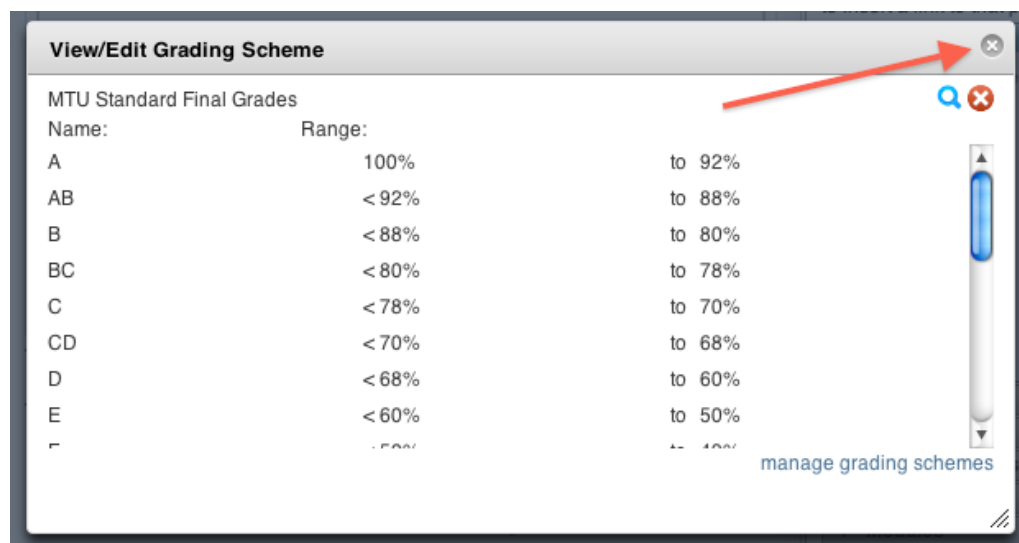 View/Edit Grading Scheme
MTU Standard Final Grades
Name: Range:
A 100% to 92%
AB < 92% to 88%
B < 88% to 80%
BC < 80% to 78%
C < 78% to 70%
CD < 70% to 68%
D < 68% to 60%
E < 60% to 50%
manage grading schemes